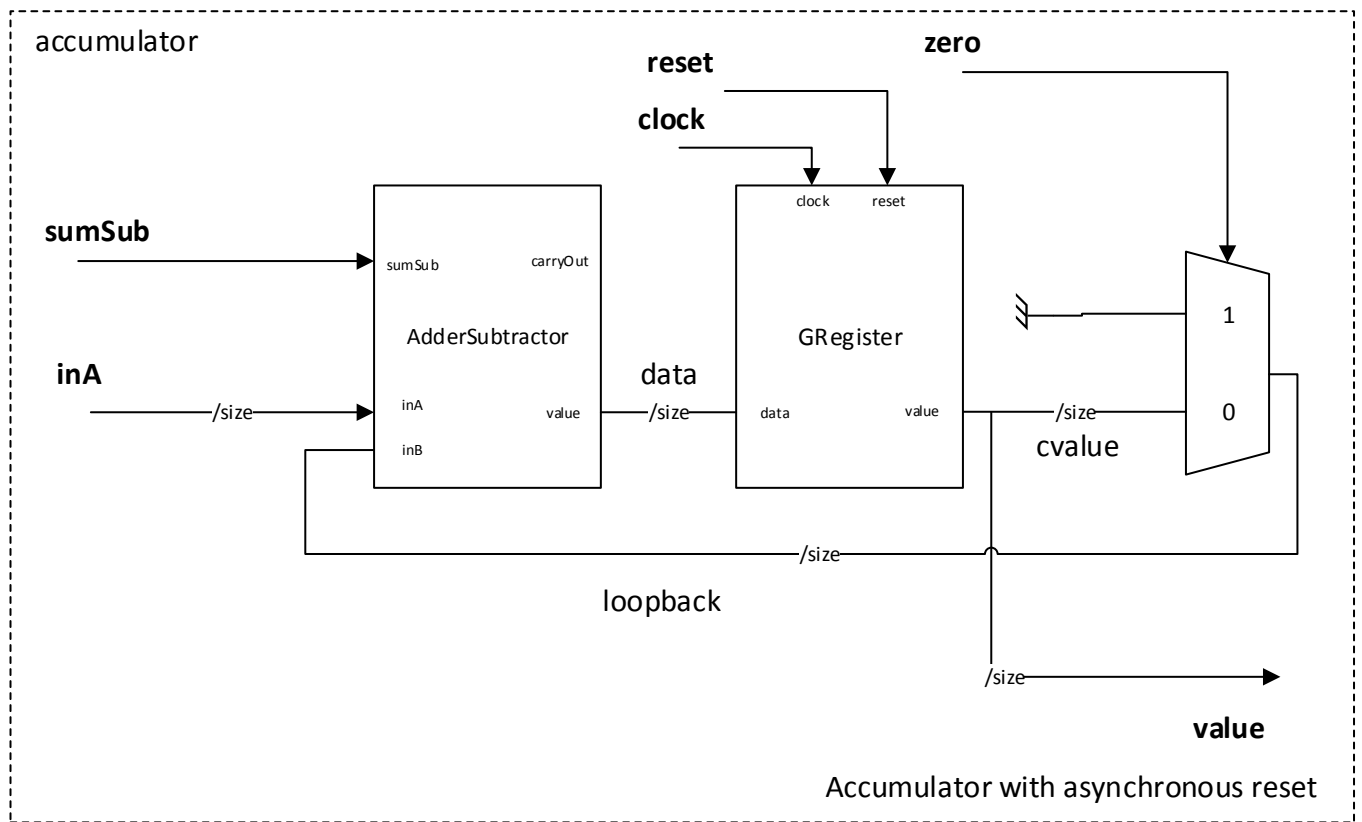 accumulator
zero
reset
clock
clock reset
sumSub
sumSub carryOut
AdderSubtractor
GRegister
1
inA
data
/size
inA
value
/size
data
value
/size
0
inB
cvalue
/size
loopback
/size
value
Accumulator with asynchronous reset